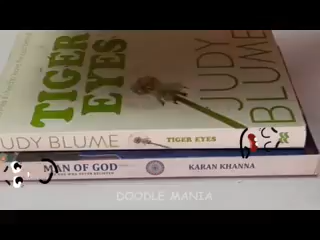 TIGER
EYES
JUDY
BLUME
JUDY BLUME TIGER EYES
MAN OF GOD KARAN KHANNA
DOODLE MANIA